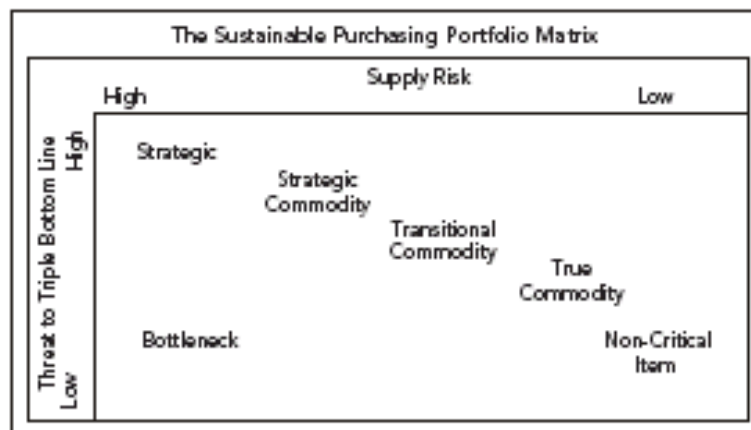 The Sustainable Purchasing Portfolio Matrix
Supply Risk
High
Low
Threat to Triple Bottom Line
High
Low
Strategic
Strategic
Commodity
Transitional
Commodity
True
Commodity
Bottleneck
Non-Critical
Item